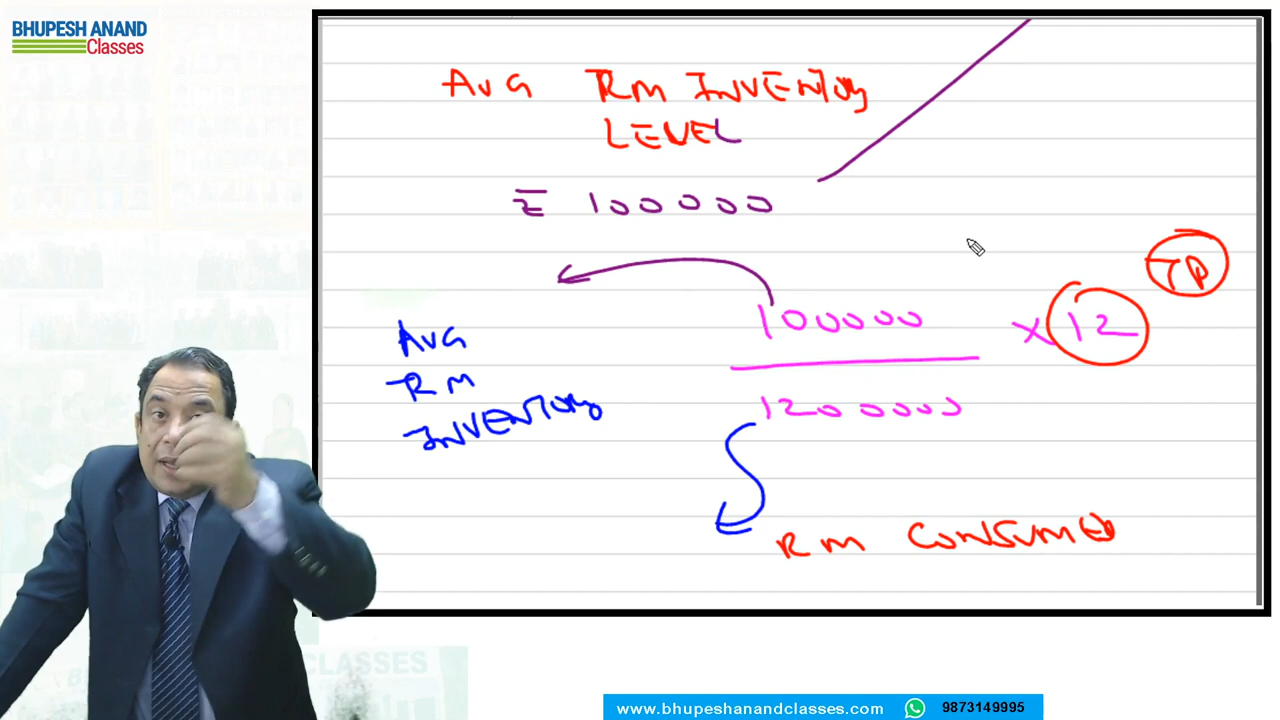 BHUPESH ANAND
Classes
AVG RM INVENTORY
LEVEL
₹ 100000
TP
100000 × 12
AVG
RM
INVENTORY
1200000
RM CONSUMED
CLASSES
www.bhupeshanandclasses.com 9873149995